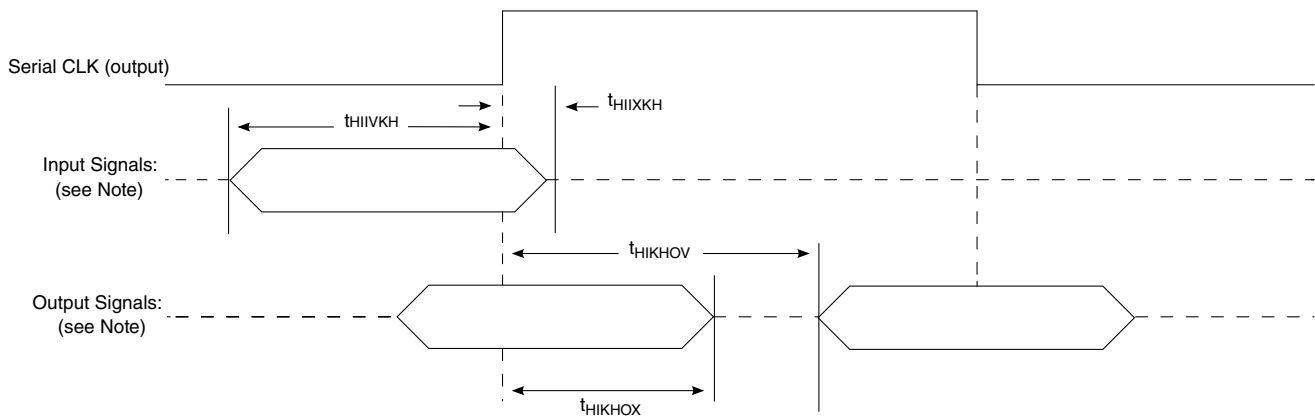 Serial CLK (output)
tHIIXKH
tHIIVKH
Input Signals:
(see Note)
tHIKHOV
Output Signals:
(see Note)
tHIKHOX